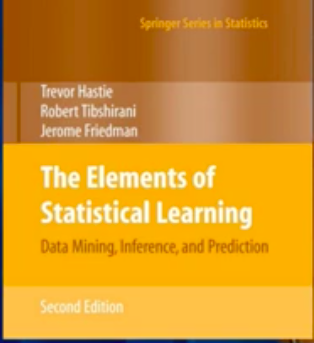 Springer Series in Statistics
Trevor Hastie
Robert Tibshirani
Jerome Friedman
The Elements of
Statistical Learning
Data Mining, Inference, and Prediction
Second Edition